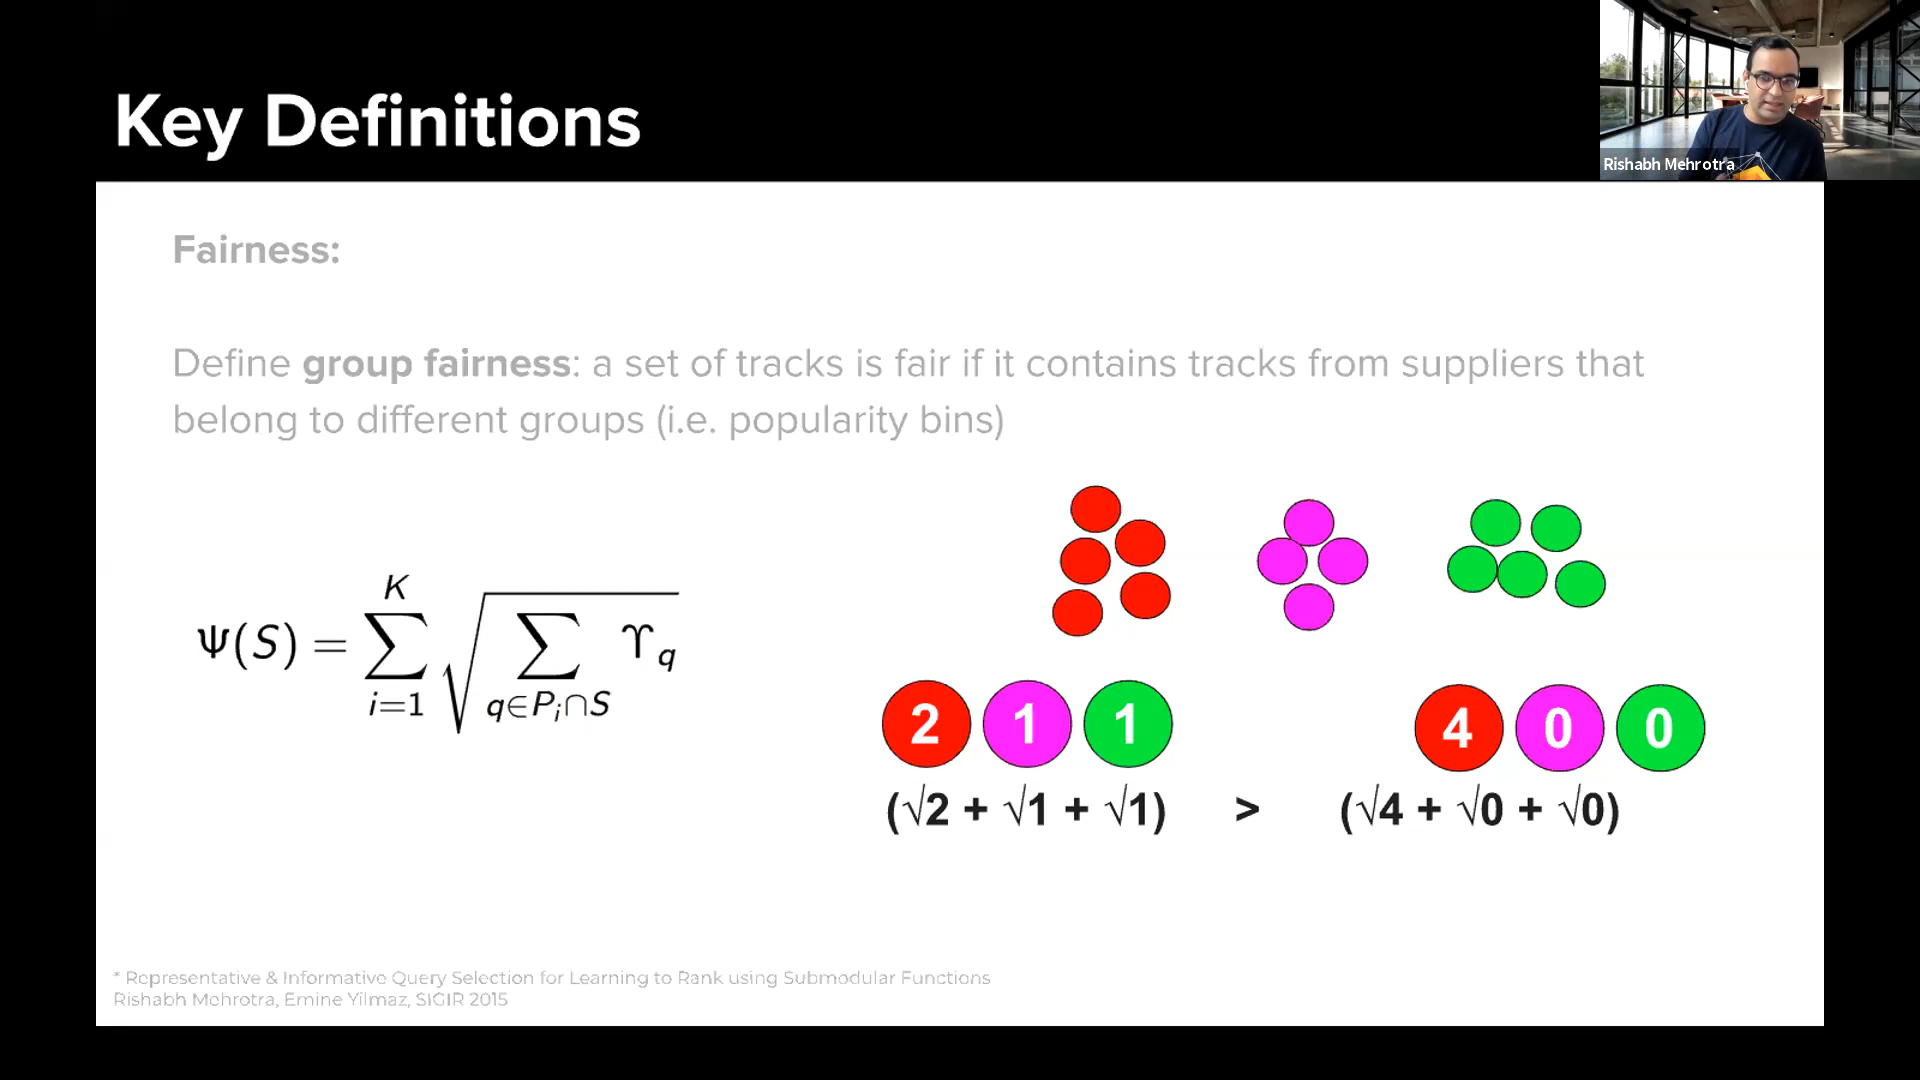 Key Definitions
Rishabh Mehrotra
Fairness:
Define group fairness: a set of tracks is fair if it contains tracks from suppliers that
belong to different groups (i.e. popularity bins)
Ψ(S) = ∑_{i=1}^{K} √(∑_{q∈P_i∩S} ϒ_q)
2 1 1
4 0 0
(√2 + √1 + √1) > (√4 + √0 + √0)
* Representative & Informative Query Selection for Learning to Rank using Submodular Functions
Rishabh Mehrotra, Emine Yilmaz, SIGIR 2015